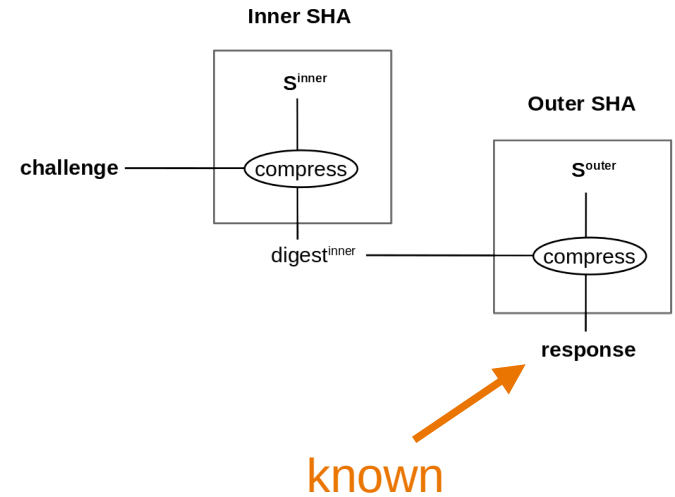 Inner SHA
S^inner
Outer SHA
S^outer
challenge
compress
digest^inner
compress
response
known